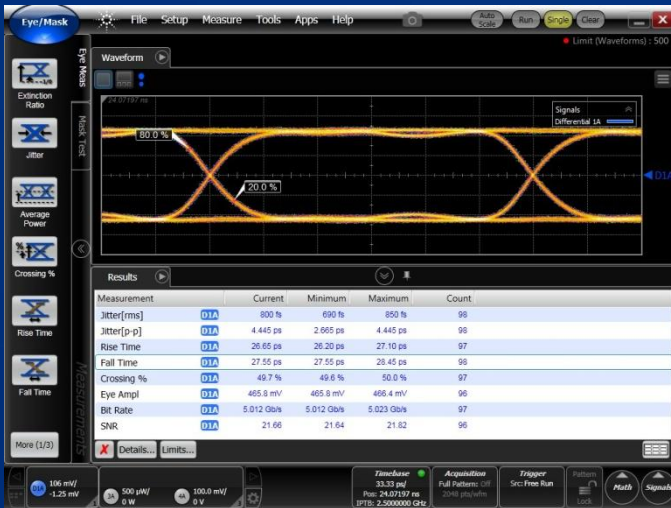 Eye/Mask
File Setup Measure Tools Apps Help
Auto Scale
Run
Single
Clear
Limit (Waveforms) : 500
Eye Meas
Mask Test
Waveform
24.07197 ns
Signals
Differential 1A
80.0 %
20.0 %
D1A
Extinction Ratio
Jitter
Average Power
Crossing %
Rise Time
Fall Time
More (1/3)
Measurements
Results
Measurement Current Minimum Maximum Count
Jitter[rms] D1A 800 fs 690 fs 850 fs 98
Jitter[p-p] D1A 4.445 ps 2.665 ps 4.445 ps 98
Rise Time D1A 26.65 ps 26.20 ps 27.10 ps 97
Fall Time D1A 27.55 ps 27.55 ps 28.45 ps 98
Crossing % D1A 49.7 % 49.6 % 50.0 % 97
Eye Ampl D1A 465.8 mV 465.8 mV 466.4 mV 96
Bit Rate D1A 5.012 Gb/s 5.012 Gb/s 5.023 Gb/s 97
SNR D1A 21.66 21.64 21.82 96
Details... Limits...
D1A 106 mV/
-1.25 mV
3A 500 µW/
0 W
4A 100.0 mV/
0 V
Timebase
33.33 ps/
Pos: 24.07197 ns
IPTB: 2.5000000 GHz
Acquisition
Full Pattern: Off
2048 pts/wfm
Trigger
Src: Free Run
Pattern
Lock
Math
Signals